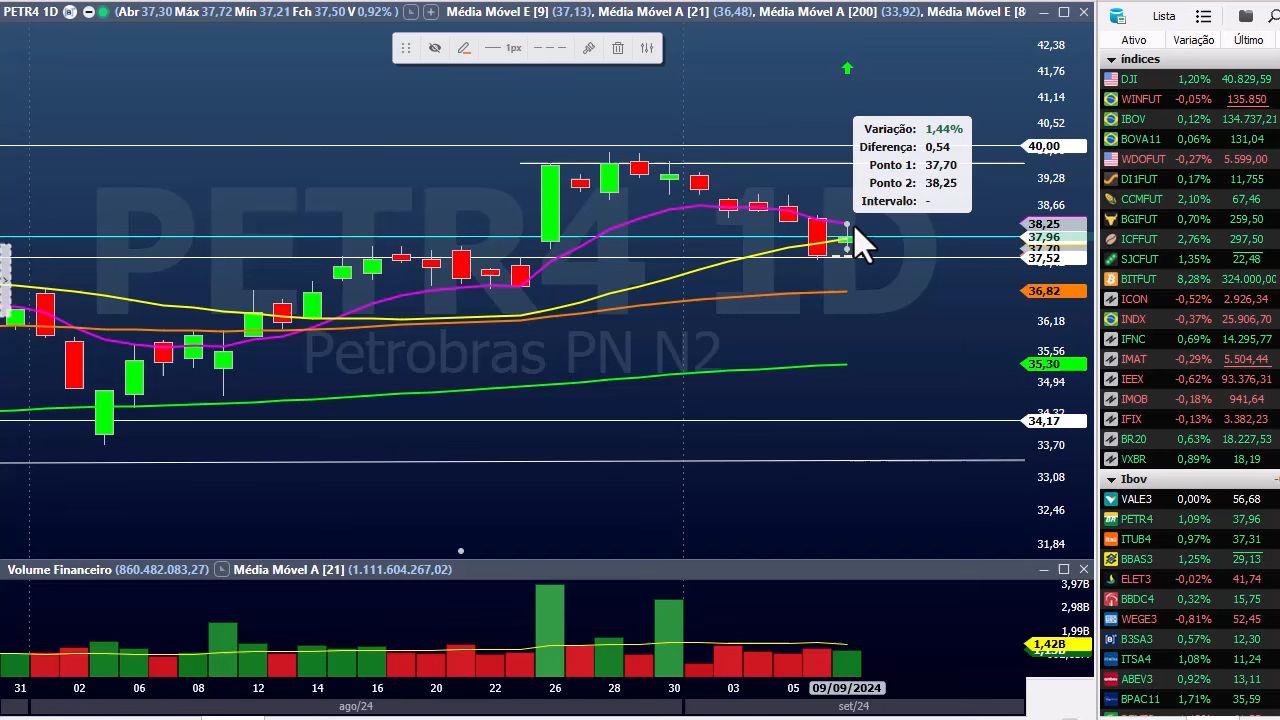 PETR4 1D (Abr 37,30 Máx 37,72 Mín 37,21 Fch 37,50 V 0,92% ) Média Móvel E [9] (37,13), Média Móvel A [21] (36,48), Média Móvel A [200] (33,92), Média Móvel E [8
1px
42,38
41,76
41,14
40,52
40,00
39,28
38,66
38,25
37,96
37,70
37,52
36,82
36,18
35,56
35,30
34,94
34,32
34,17
33,70
33,08
32,46
31,84
Variação: 1,44%
Diferença: 0,54
Ponto 1: 37,70
Ponto 2: 38,25
Intervalo: -
PETR4 1D
Petrobras PN N2
Volume Financeiro (860.482.083,27) Média Móvel A [21] (1.111.604.267,02)
3,97B
2,98B
1,99B
1,42B
31 02 06 08 12 14 16 20 22 26 28 30 03 05 09/09/2024
ago/24 set/24
Lista
Ativo Variação Último
índices
DJI 1,20% 40.829,59
WINFUT -0,05% 135.850
IBOV 0,12% 134.737,21
BOVA11 0,06% 131,04
WDOFUT -0,27% 5.599,00
DI1FUT 0,17% 11,755
CCMFUT 2,10% 67,46
BGIFUT 0,70% 259,50
ICFFUT 2,76% 297,50
SJCFUT 1,35% 22,48
BITFUT 8,28% 324.000,0
ICON -0,52% 2.926,34
INDX -0,37% 25.906,70
IFNC 0,69% 14.295,77
IMAT -0,29% 5.504,44
IEEX -0,62% 93.376,31
IMOB -0,18% 941,64
IFIX -0,13% 3.382,23
BR20 0,63% 18.227,53
VXBR 0,89% 18,19
Ibov
VALE3 0,00% 56,68
PETR4 1,09% 37,96
ITUB4 0,97% 37,31
BBAS3 1,25% 29,13
ELET3 -0,02% 41,74
BBDC4 0,32% 15,75
WEGE3 -0,81% 52,45
B3SA3 0,57% 12,30
ITSA4 1,08% 11,24
ABEV3 0,92% 13,11
BPAC11 1,71% 35,59